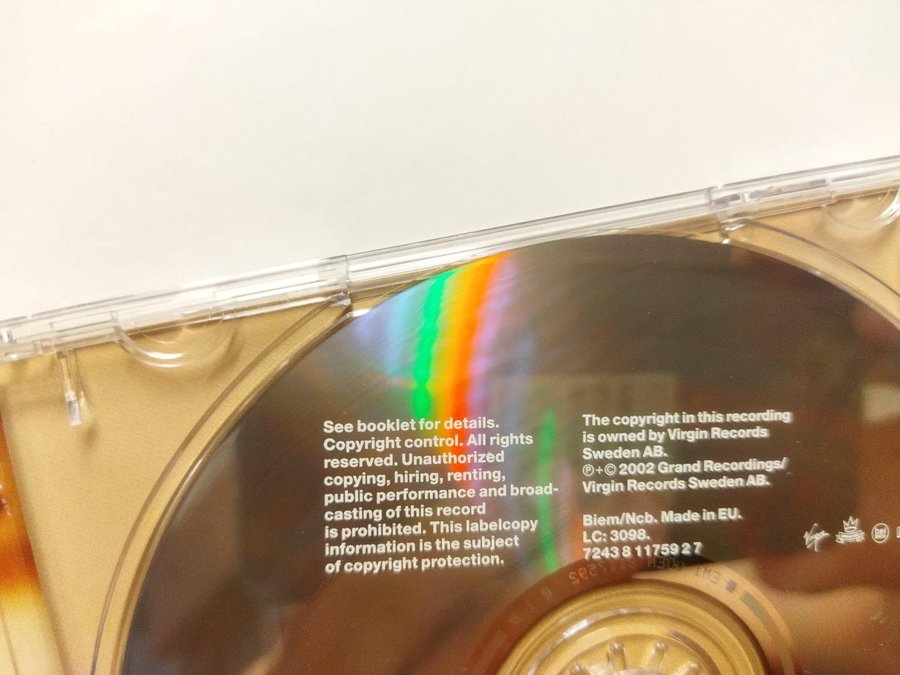 See booklet for details.
Copyright control. All rights
reserved. Unauthorized
copying, hiring, renting,
public performance and broad-
casting of this record
is prohibited. This labelcopy
information is the subject
of copyright protection.
The copyright in this recording
is owned by Virgin Records
Sweden AB.
℗+© 2002 Grand Recordings/
Virgin Records Sweden AB.
Biem/Ncb. Made in EU.
LC: 3098.
7243 8 11759 2 7